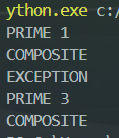 ython.exe c:/
PRIME 1
COMPOSITE
EXCEPTION
PRIME 3
COMPOSITE